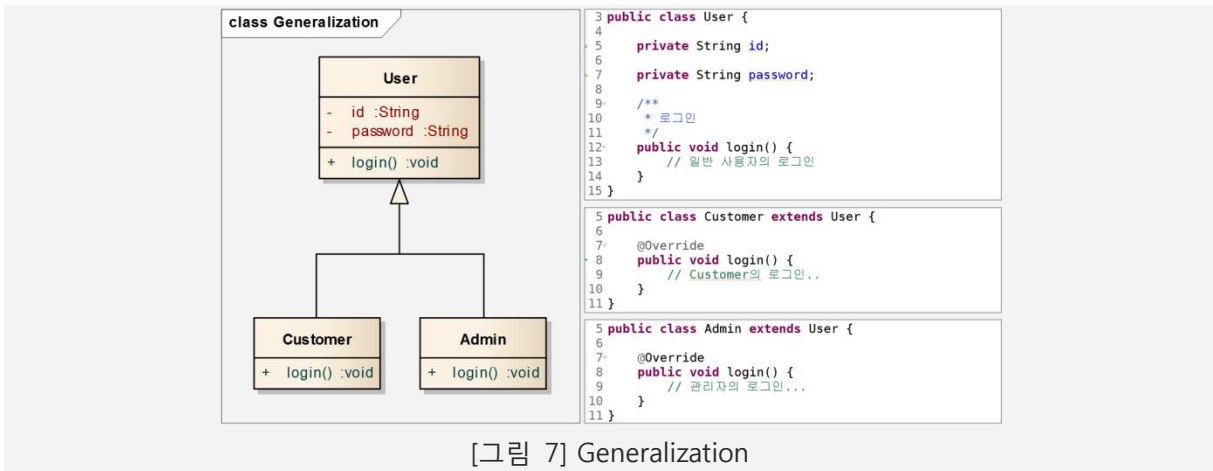 class Generalization
User
- id :String
- password :String
+ login() :void
Customer
+ login() :void
Admin
+ login() :void
3 public class User {
4
5 private String id;
6
7 private String password;
8
9 /**
10 * 로그인
11 */
12 public void login() {
13 // 일반 사용자의 로그인
14 }
15 }
5 public class Customer extends User {
6
7 @Override
8 public void login() {
9 // Customer의 로그인..
10 }
11 }
5 public class Admin extends User {
6
7 @Override
8 public void login() {
9 // 관리자의 로그인...
10 }
11 }
[그림 7] Generalization